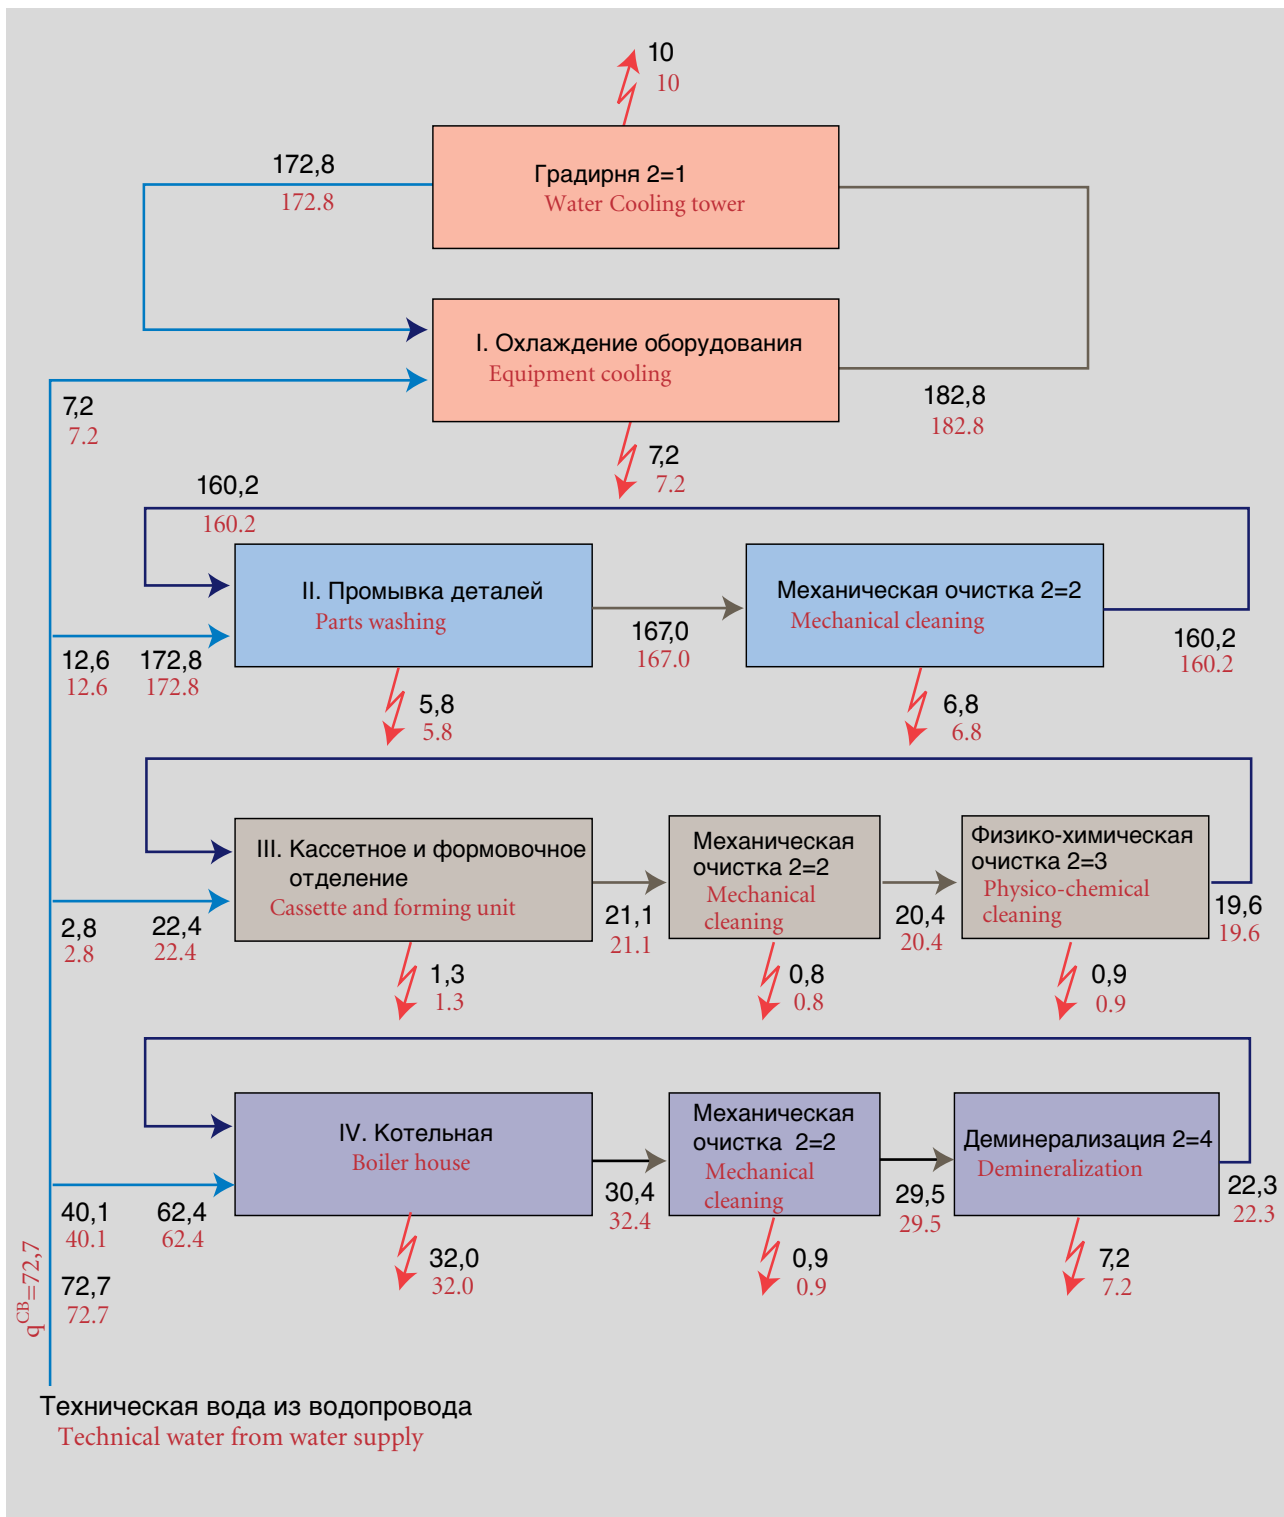 10
10
172,8
172.8
Градирня 2=1
Water Cooling tower
I. Охлаждение оборудования
Equipment cooling
182,8
182.8
7,2
7.2
7,2
7.2
160,2
160.2
II. Промывка деталей
Parts washing
Механическая очистка 2=2
Mechanical cleaning
167,0
167.0
160,2
160.2
12,6
12.6
172,8
172.8
5,8
5.8
6,8
6.8
III. Кассетное и формовочное
отделение
Cassette and forming unit
Механическая
очистка 2=2
Mechanical
cleaning
Физико-химическая
очистка 2=3
Physico-chemical
cleaning
21,1
21.1
20,4
20.4
19,6
19.6
2,8
2.8
22,4
22.4
1,3
1.3
0,8
0.8
0,9
0.9
IV. Котельная
Boiler house
Механическая
очистка 2=2
Mechanical
cleaning
Деминерализация 2=4
Demineralization
30,4
32.4
29,5
29.5
22,3
22.3
40,1
40.1
62,4
62.4
32,0
32.0
0,9
0.9
7,2
7.2
q^CB=72,7
72,7
72.7
Техническая вода из водопровода
Technical water from water supply